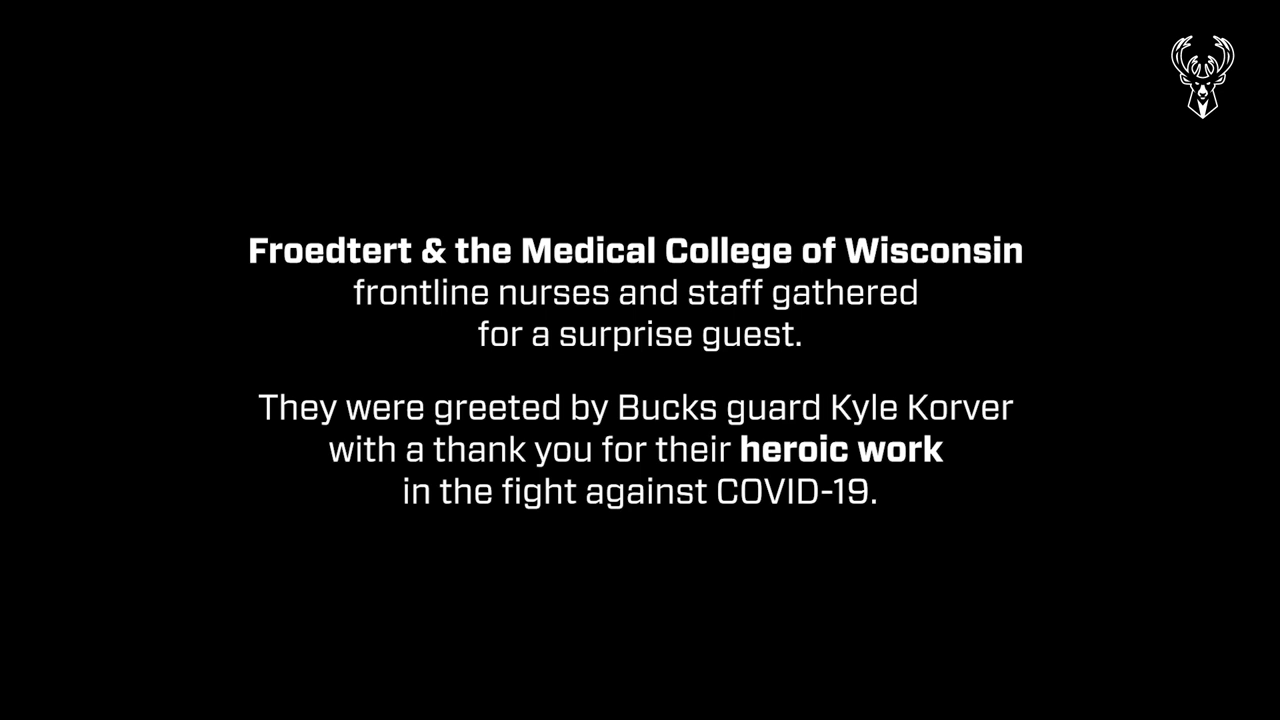 Froedtert & the Medical College of Wisconsin
frontline nurses and staff gathered
for a surprise guest.
They were greeted by Bucks guard Kyle Korver
with a thank you for their heroic work
in the fight against COVID-19.